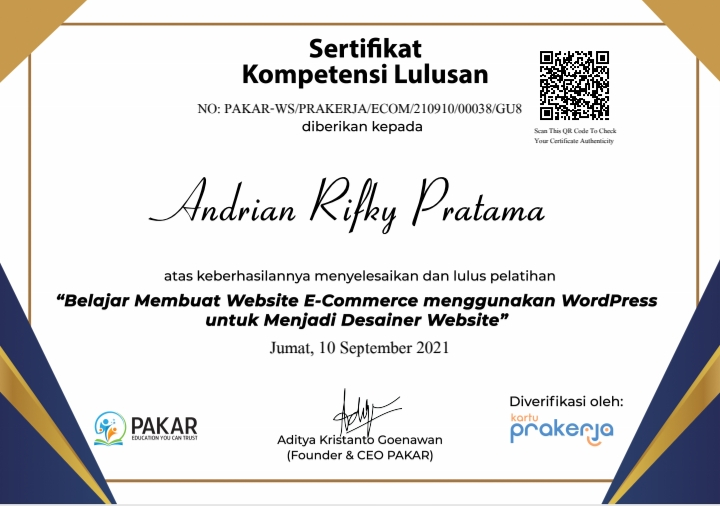 Sertifikat
Kompetensi Lulusan
NO: PAKAR-WS/PRAKERJA/ECOM/210910/00038/GU8
diberikan kepada
Scan This QR Code To Check
Your Certificate Authenticity
Andrian Rifky Pratama
atas keberhasilannya menyelesaikan dan lulus pelatihan
“Belajar Membuat Website E-Commerce menggunakan WordPress
untuk Menjadi Desainer Website”
Jumat, 10 September 2021
PAKAR
EDUCATION YOU CAN TRUST
Aditya Kristanto Goenawan
(Founder & CEO PAKAR)
Diverifikasi oleh:
kartu
prakerja